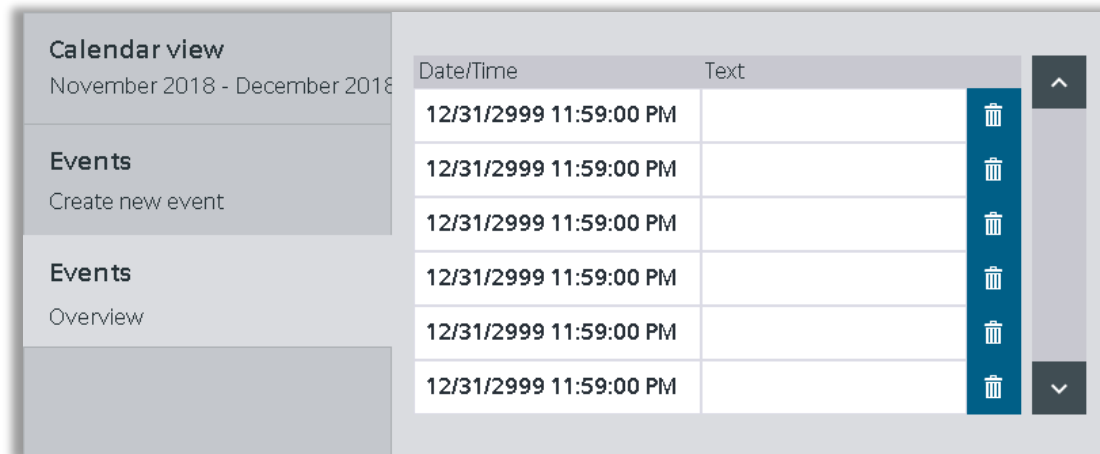 Calendar view
November 2018 - December 2018
Events
Create new event
Events
Overview
Date/Time Text
12/31/2999 11:59:00 PM
12/31/2999 11:59:00 PM
12/31/2999 11:59:00 PM
12/31/2999 11:59:00 PM
12/31/2999 11:59:00 PM
12/31/2999 11:59:00 PM